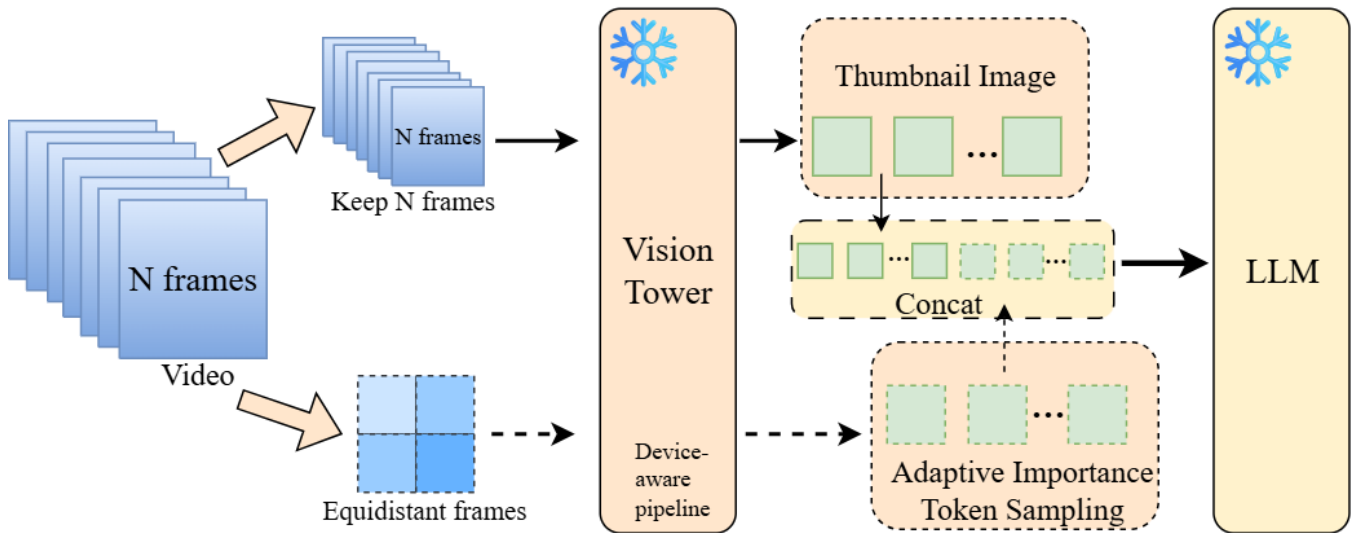 N frames
Video
N frames
Keep N frames
Equidistant frames
Vision
Tower
Device-
aware
pipeline
Thumbnail Image
...
...
...
Concat
...
Adaptive Importance
Token Sampling
LLM